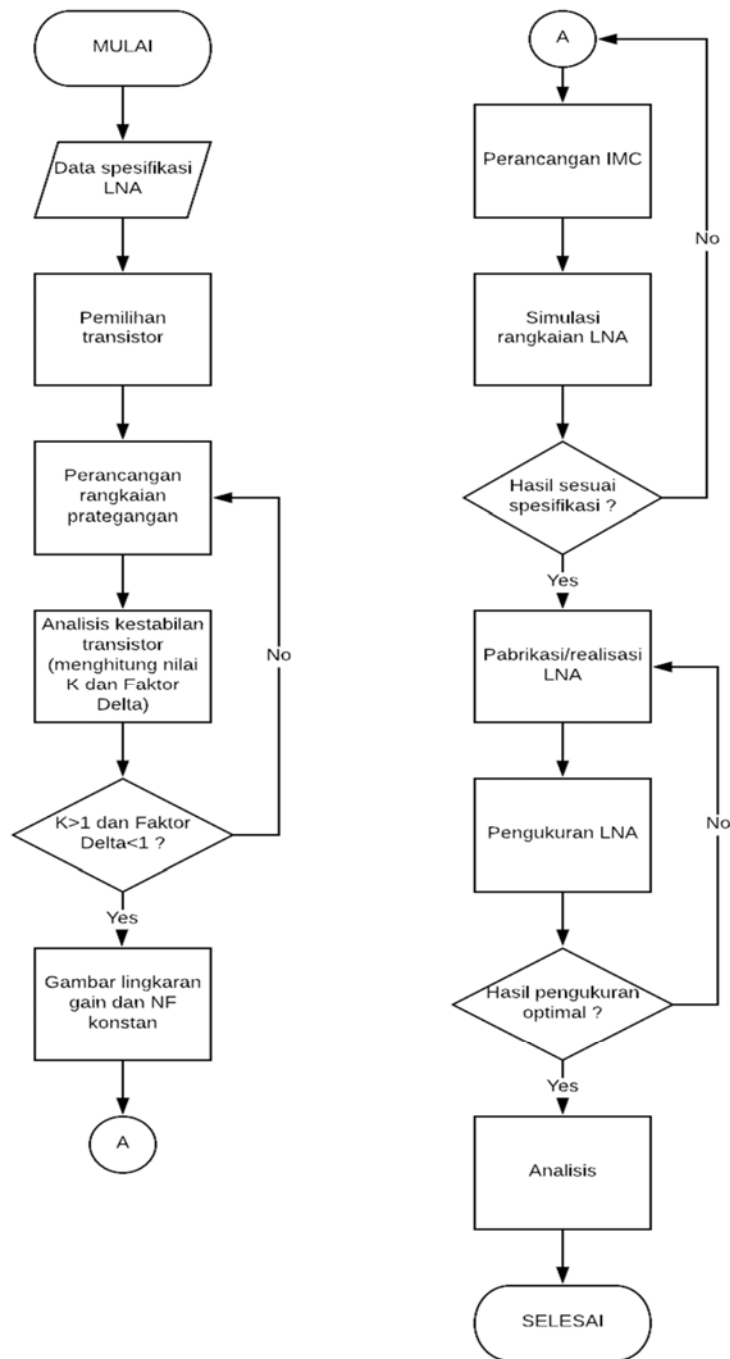 MULAI
Data spesifikasi
LNA
Pemilihan
transistor
Perancangan
rangkaian
prategangan
Analisis kestabilan
transistor
(menghitung nilai
K dan Faktor
Delta)
No
K>1 dan Faktor
Delta<1 ?
Yes
Gambar lingkaran
gain dan NF
konstan
A
A
Perancangan IMC
No
Simulasi
rangkaian LNA
Hasil sesuai
spesifikasi ?
Yes
Pabrikasi/realisasi
LNA
Pengukuran LNA
No
Hasil pengukuran
optimal ?
Yes
Analisis
SELESAI